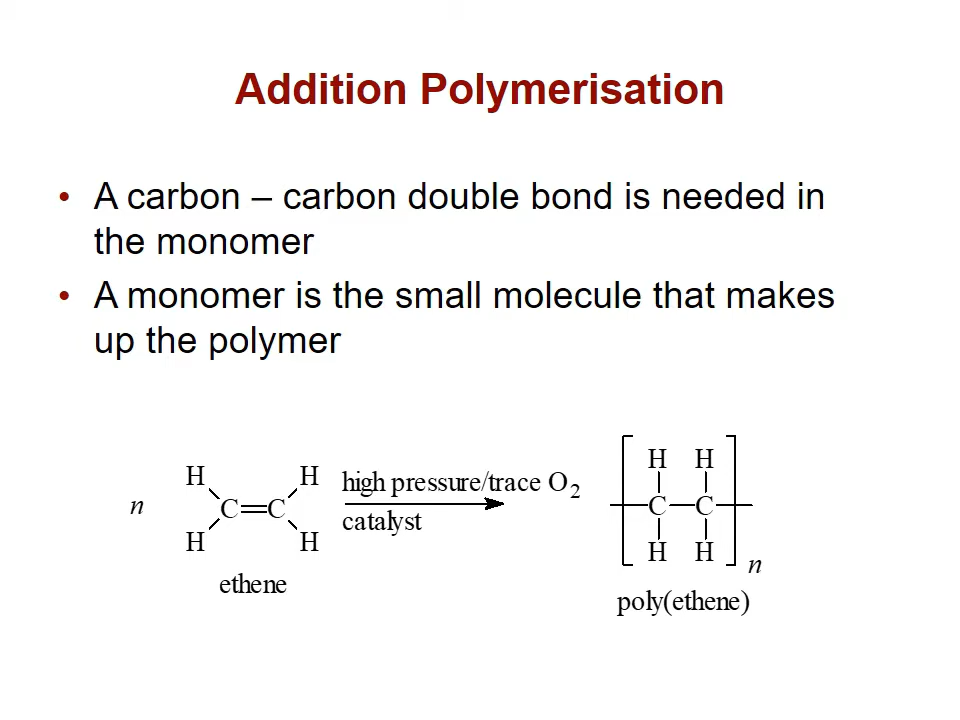 Addition Polymerisation
• A carbon – carbon double bond is needed in
the monomer
• A monomer is the small molecule that makes
up the polymer
H H
n C=C
H H
ethene
high pressure/trace O₂
catalyst
H H
C C
H H
n
poly(ethene)